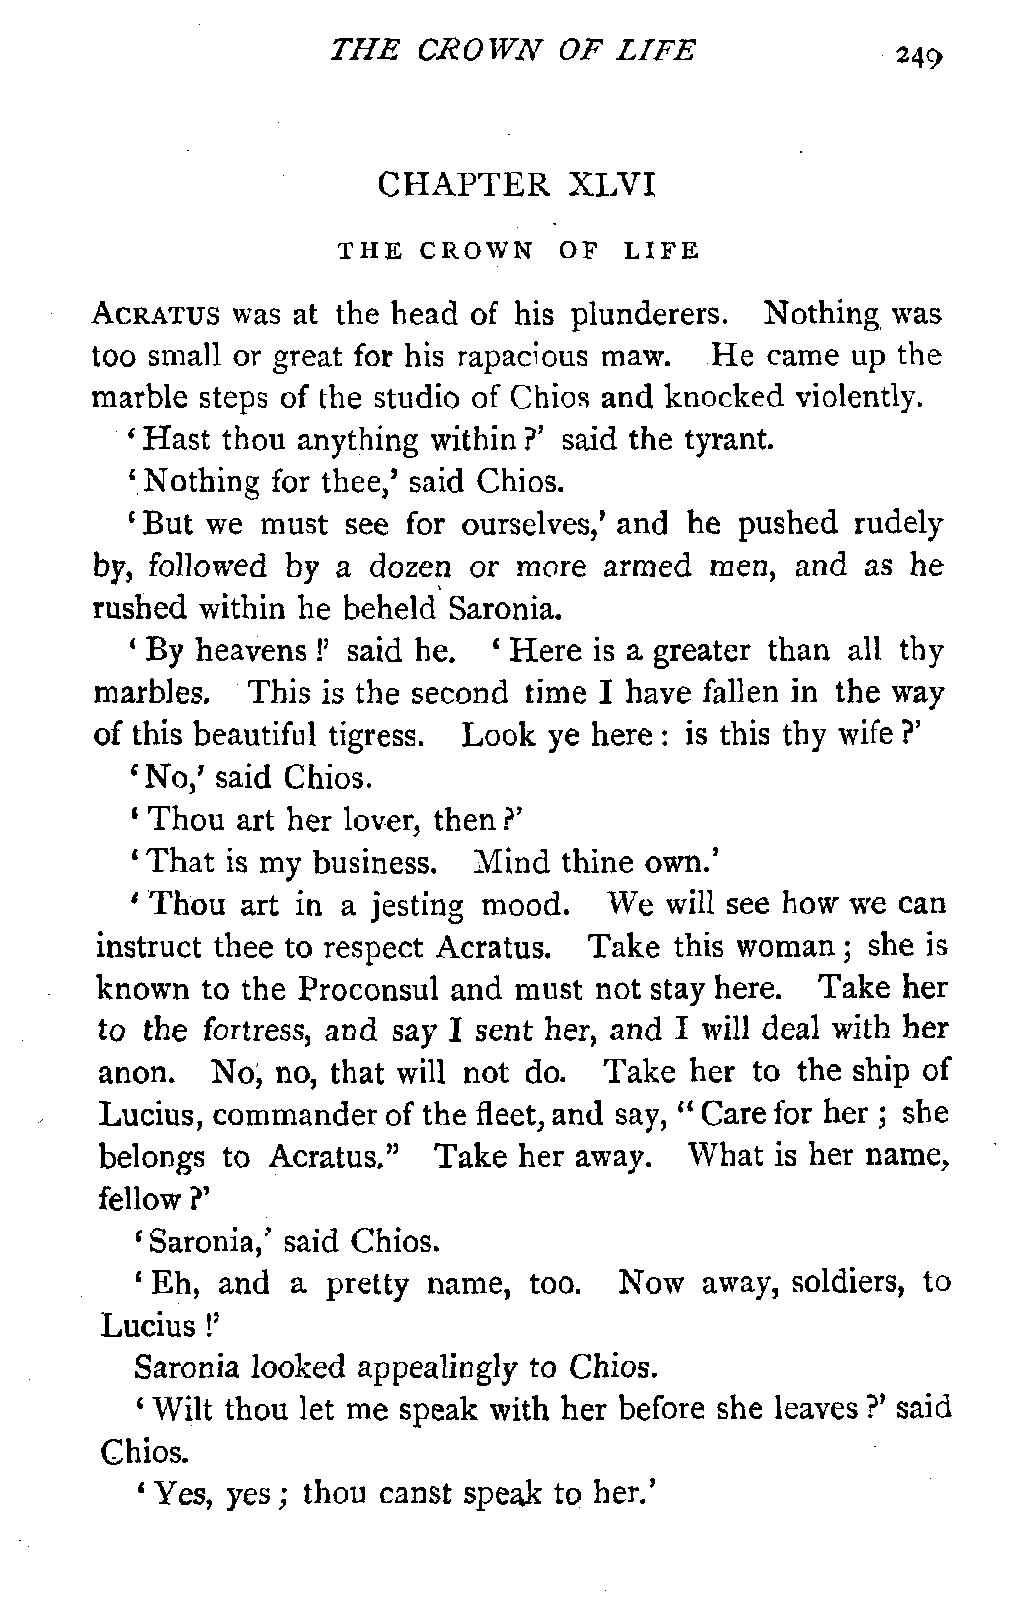 THE CROWN OF LIFE 249
CHAPTER XLVI
THE CROWN OF LIFE
ACRATUS was at the head of his plunderers. Nothing was
too small or great for his rapacious maw. He came up the
marble steps of the studio of Chios and knocked violently.
‘Hast thou anything within?’ said the tyrant.
‘Nothing for thee,’ said Chios.
‘But we must see for ourselves,’ and he pushed rudely
by, followed by a dozen or more armed men, and as he
rushed within he beheld Saronia.
‘By heavens!’ said he. ‘Here is a greater than all thy
marbles. This is the second time I have fallen in the way
of this beautiful tigress. Look ye here: is this thy wife?’
‘No,’ said Chios.
‘Thou art her lover, then?’
‘That is my business. Mind thine own.’
‘Thou art in a jesting mood. We will see how we can
instruct thee to respect Acratus. Take this woman; she is
known to the Proconsul and must not stay here. Take her
to the fortress, and say I sent her, and I will deal with her
anon. No, no, that will not do. Take her to the ship of
Lucius, commander of the fleet, and say, “Care for her; she
belongs to Acratus.” Take her away. What is her name,
fellow?’
‘Saronia,’ said Chios.
‘Eh, and a pretty name, too. Now away, soldiers, to
Lucius!’
Saronia looked appealingly to Chios.
‘Wilt thou let me speak with her before she leaves?’ said
Chios.
‘Yes, yes; thou canst speak to her.’